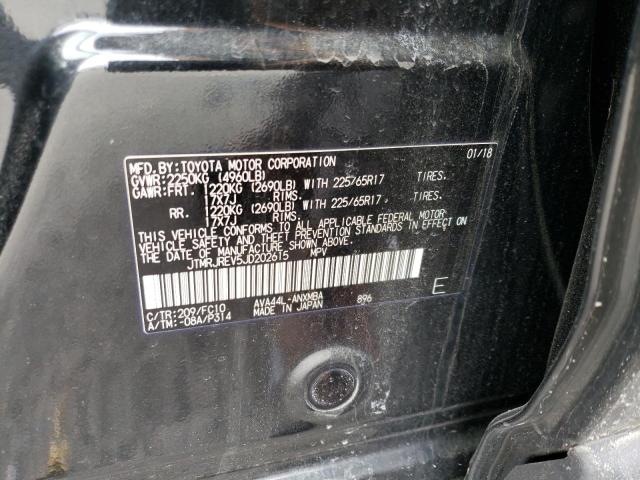 MFD.BY:TOYOTA MOTOR CORPORATION 01/18
GVWR:2250KG (4960LB)
GAWR:FRT. 1220KG (2690LB) WITH 225/65R17 TIRES.
17X7J RIMS.
RR. 1220KG (2690LB) WITH 225/65R17 TIRES.
17X7J RIMS.
THIS VEHICLE CONFORMS TO ALL APPLICABLE FEDERAL MOTOR
VEHICLE SAFETY AND THEFT PREVENTION STANDARDS IN EFFECT ON
THE DATE OF MANUFACTURE SHOWN ABOVE.
JTMRJREV5JD202615 MPV
C/TR:209/FC10 AVA44L-ANXMBA 896 E
A/TM:-08A/P314 MADE IN JAPAN